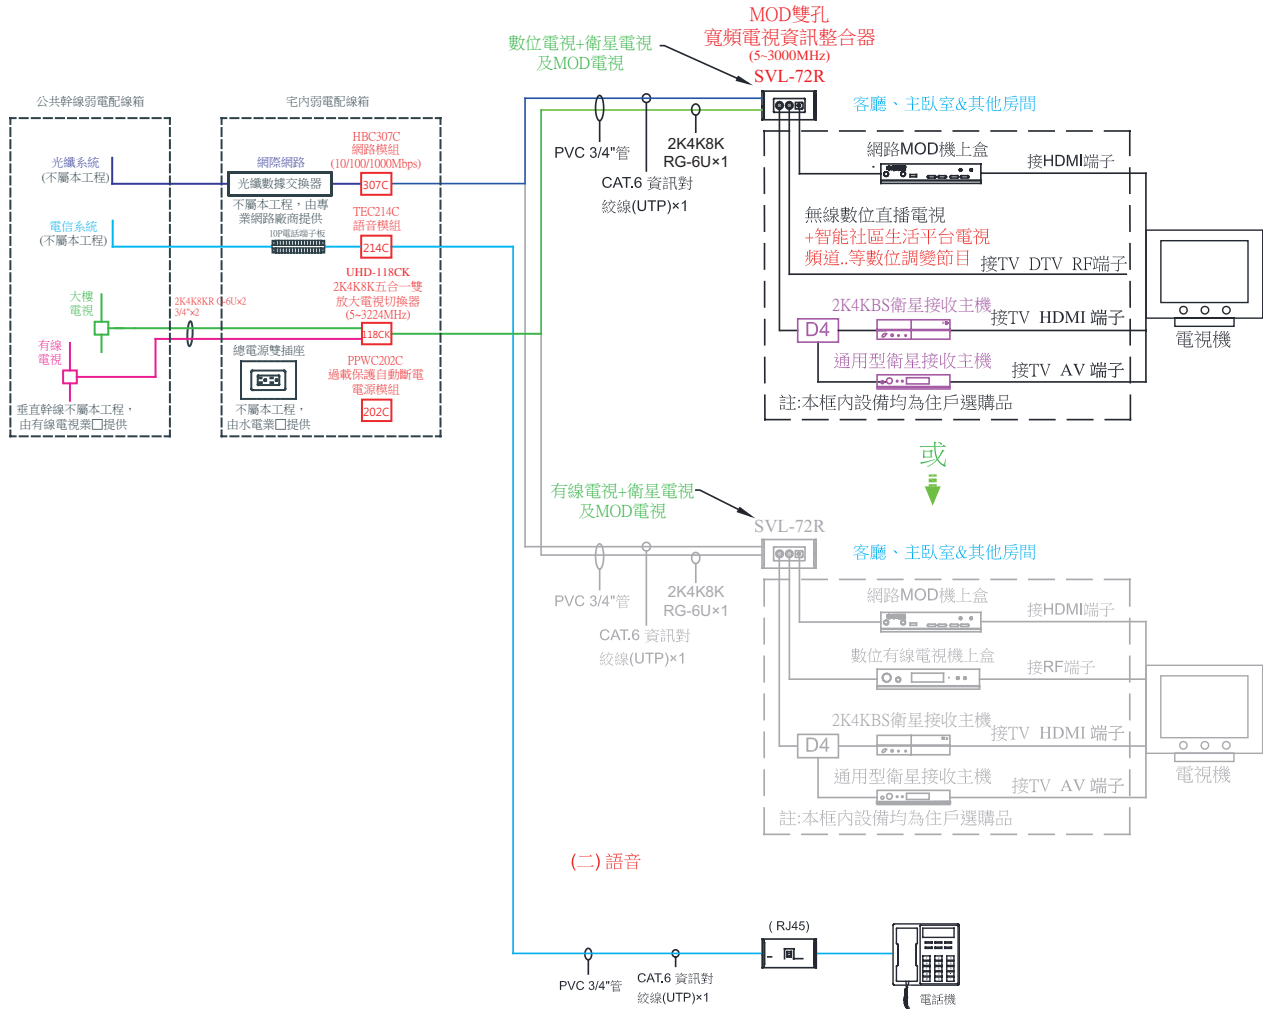 MOD雙孔
寬頻電視資訊整合器
(5~3000MHz)
SVL-72R
數位電視+衛星電視
及MOD電視
公共幹線弱電配線箱
宅內弱電配線箱
客廳、主臥室&其他房間
HBC307C
網路模組
(10/100/1000Mbps)
光纖系統
(不屬本工程)
網際網路
光纖數據交換器
307C
不屬本工程，由專
業網路廠商提供
PVC 3/4"管
2K4K8K
RG-6U×1
CAT.6 資訊對
絞線(UTP)×1
網路MOD機上盒
接HDMI端子
電信系統
(不屬本工程)
10P電話端子板
TEC214C
語音模組
214C
無線數位直播電視
+智能社區生活平台電視
頻道..等數位調變節目
接TV DTV RF端子
UHD-118CK
2K4K8K五合一雙
放大電視切換器
(5~3224MHz)
118CK
大樓
電視
2K4K8KR G-6U×2
3/4"×2
有線
電視
總電源雙插座
PPWC202C
過載保護自動斷電
電源模組
202C
垂直幹線不屬本工程，
由有線電視業□提供
不屬本工程，
由水電業□提供
2K4KBS衛星接收主機
D4
接TV HDMI 端子
通用型衛星接收主機
接TV AV 端子
註:本框內設備均為住戶選購品
電視機
或
有線電視+衛星電視
及MOD電視
SVL-72R
客廳、主臥室&其他房間
PVC 3/4"管
2K4K8K
RG-6U×1
CAT.6 資訊對
絞線(UTP)×1
網路MOD機上盒
接HDMI端子
數位有線電視機上盒
接RF端子
2K4KBS衛星接收主機
D4
接TV HDMI 端子
通用型衛星接收主機
接TV AV 端子
註:本框內設備均為住戶選購品
電視機
(二) 語音
( RJ45)
PVC 3/4"管
CAT.6 資訊對
絞線(UTP)×1
電話機